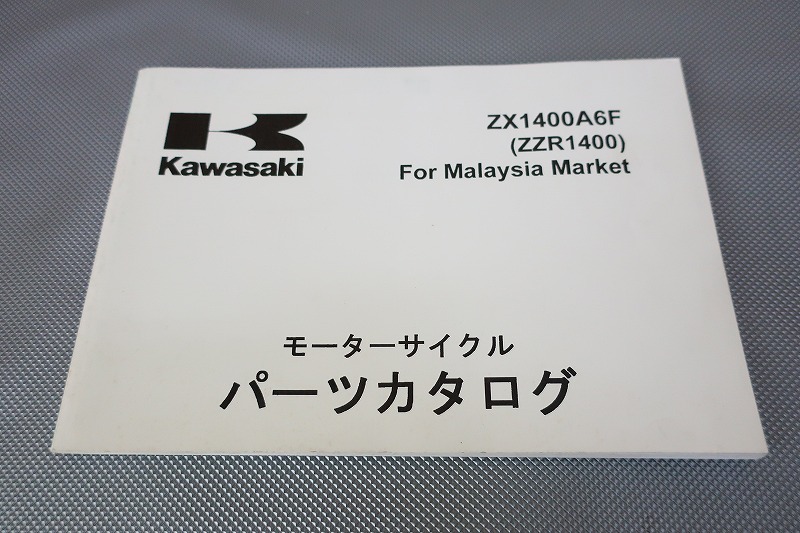 Kawasaki
ZX1400A6F
(ZZR1400)
For Malaysia Market
モーターサイクル
パーツカタログ